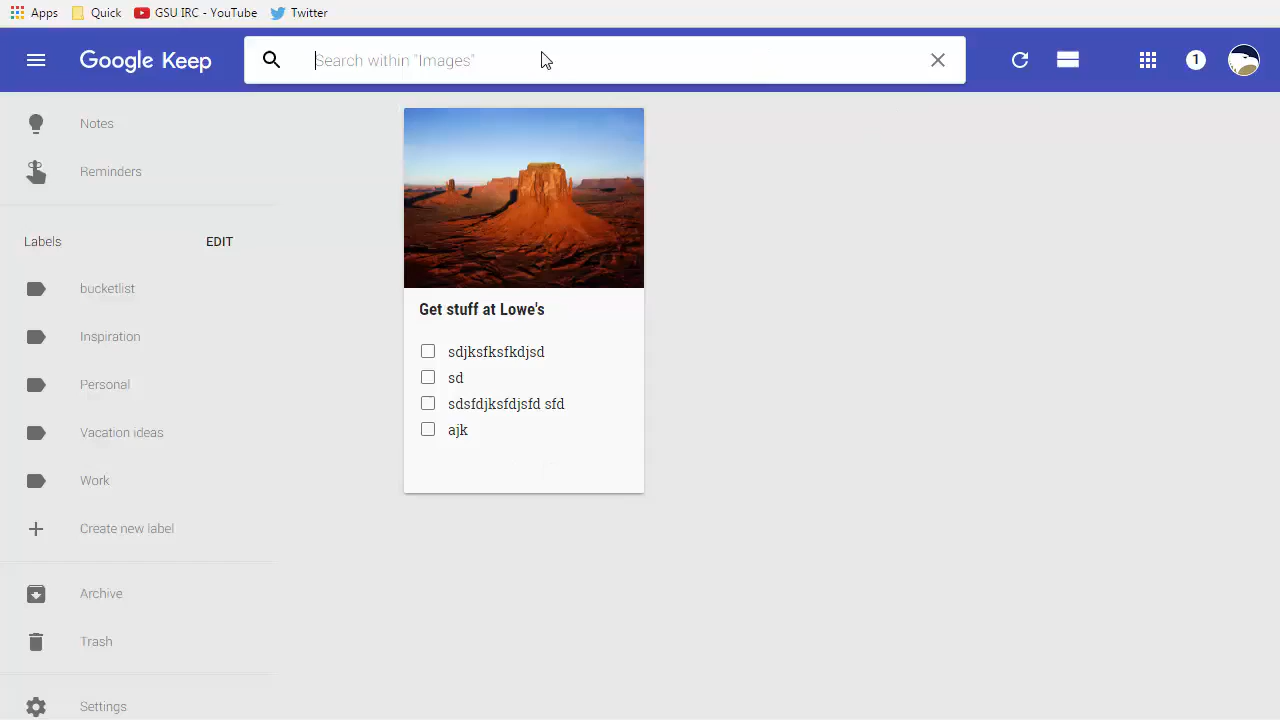 Apps Quick GSU IRC - YouTube Twitter
Google Keep Search within "Images" 1
Notes
Reminders
Labels EDIT
bucketlist
Inspiration
Personal
Vacation ideas
Work
Create new label
Archive
Trash
Settings
Get stuff at Lowe's
sdjksfksfkdjsd
sd
sdsfdjksfdjsfd sfd
ajk